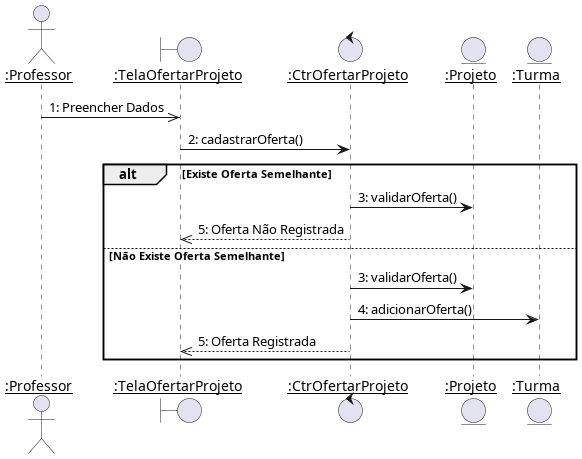 :Professor
:TelaOfertarProjeto
:CtrOfertarProjeto
:Projeto
:Turma
1: Preencher Dados
2: cadastrarOferta()
alt
[Existe Oferta Semelhante]
3: validarOferta()
5: Oferta Não Registrada
[Não Existe Oferta Semelhante]
3: validarOferta()
4: adicionarOferta()
5: Oferta Registrada
:Professor
:TelaOfertarProjeto
:CtrOfertarProjeto
:Projeto
:Turma